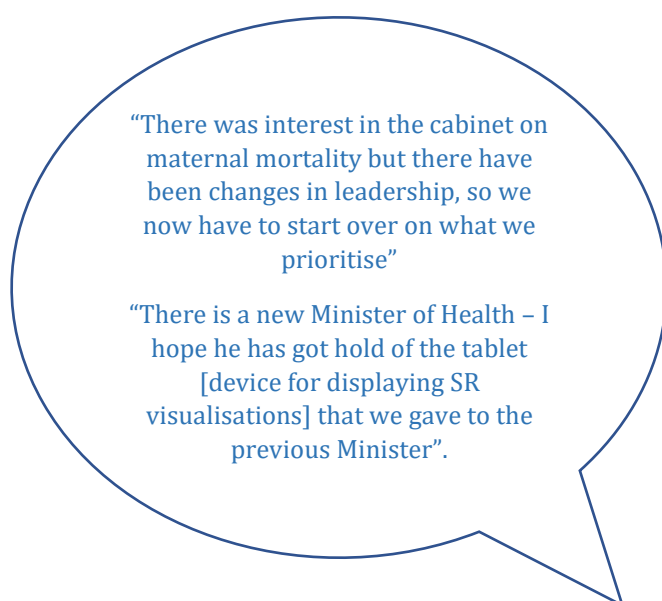 “There was interest in the cabinet on
maternal mortality but there have
been changes in leadership, so we
now have to start over on what we
prioritise”
“There is a new Minister of Health – I
hope he has got hold of the tablet
[device for displaying SR
visualisations] that we gave to the
previous Minister”.